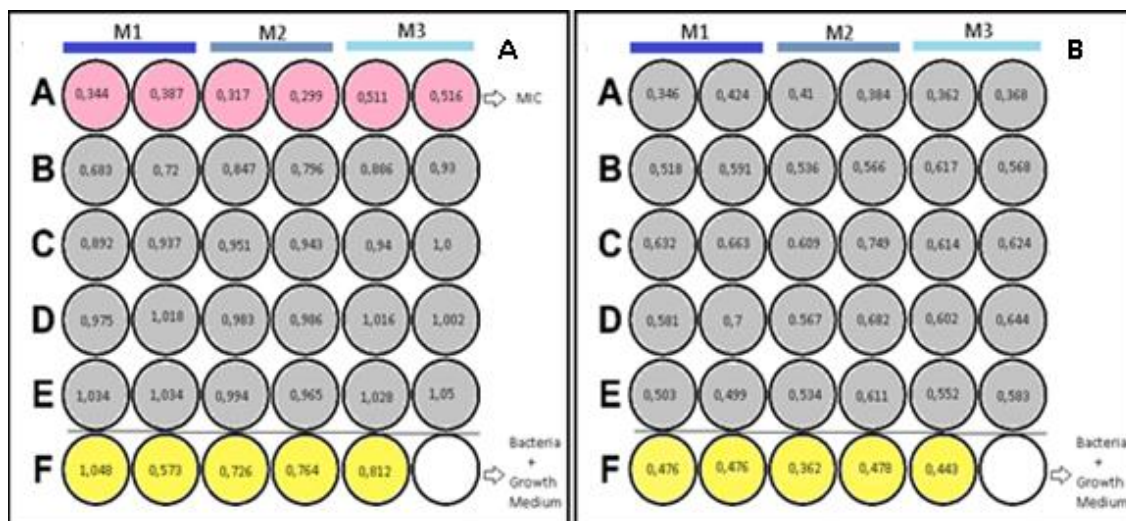 M1 M2 M3 A
A 0,344 0,387 0,317 0,299 0,511 0,516 MIC
B 0,683 0,72 0,847 0,796 0,886 0,93
C 0,892 0,937 0,951 0,943 0,94 1,0
D 0,975 1,018 0,983 0,986 1,016 1,002
E 1,034 1,034 0,994 0,965 1,028 1,05
F 1,048 0,573 0,726 0,764 0,812
Bacteria
+
Growth
Medium
M1 M2 M3 B
A 0,346 0,424 0,41 0,384 0,362 0,368
B 0,518 0,591 0,536 0,566 0,617 0,568
C 0,632 0,663 0.609 0,749 0,614 0,624
D 0,581 0,7 0.567 0,682 0,602 0,644
E 0,503 0,499 0,534 0,611 0,552 0,583
F 0,476 0,476 0,362 0,478 0,443
Bacteria
+
Growth
Medium